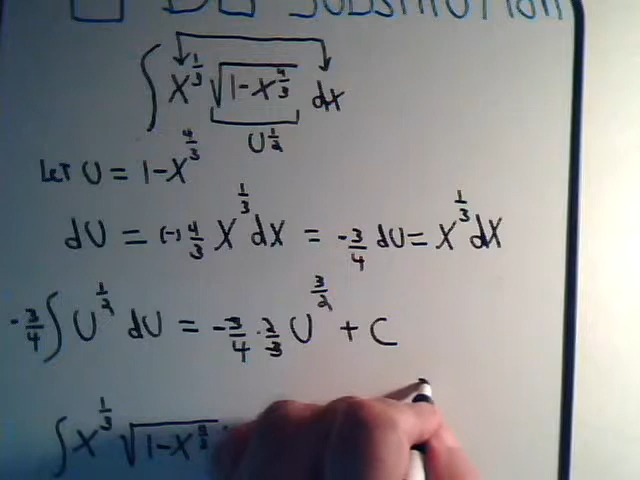 SUBSTITUTION
∫ x^{1/3} √(1-x^{4/3}) dx
u^{1/2}
Let u = 1-x^{4/3}
du = (-) 4/3 x^{1/3} dx = -3/4 du = x^{1/3} dx
-3/4 ∫ u^{1/2} du = -3/4 · 2/3 u^{3/2} + C
∫ x^{1/3} √(1-x^{4/3})